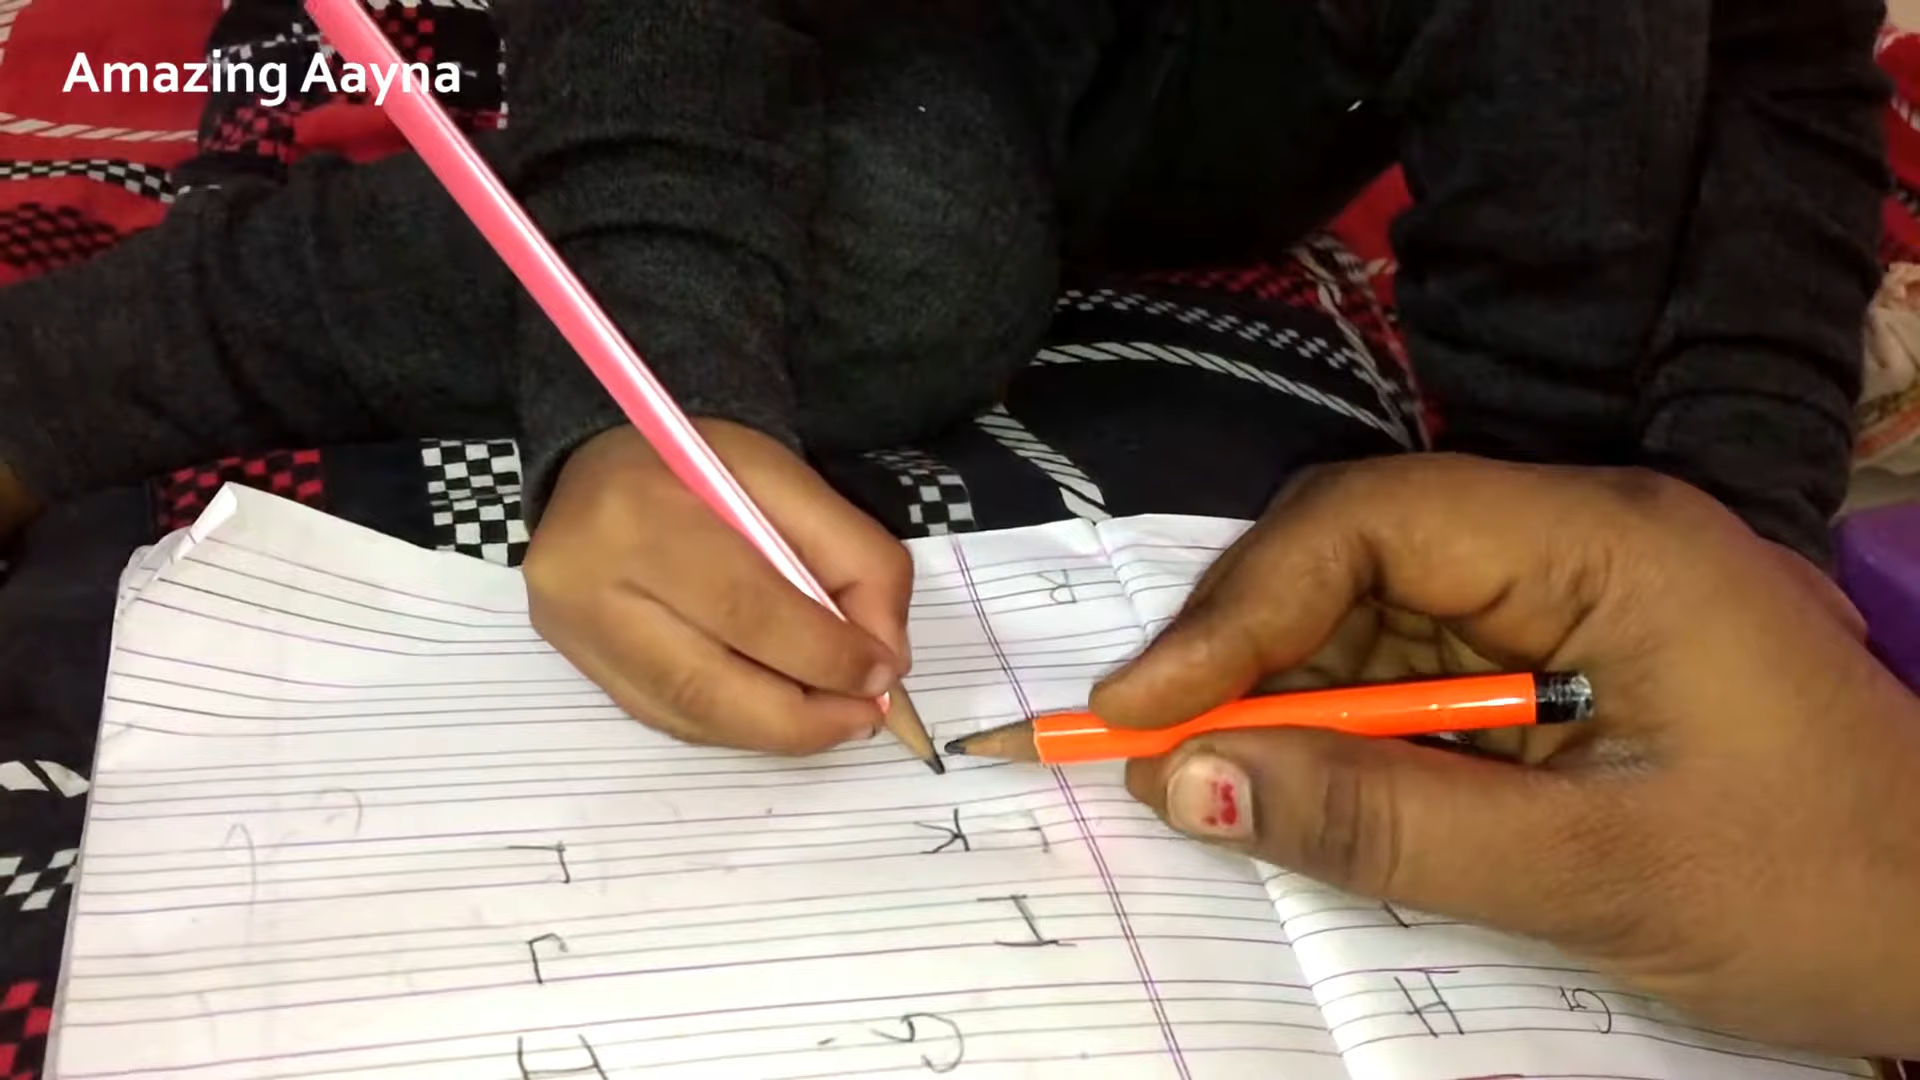 Amazing Aayna
G H
G H
I J
K L
R